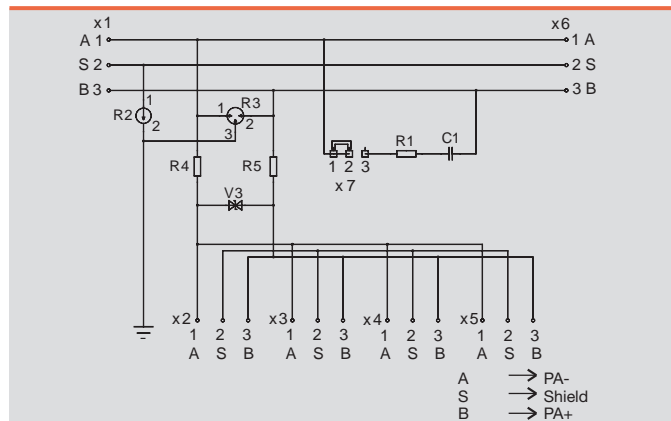 x1
x6
A 1
1 A
S 2
2 S
B 3
3 B
1
R2
2
1
R3
2
3
R4
R5
R1
C1
1 2 3
x7
V3
x2
x3
x4
x5
1 2 3 1 2 3 1 2 3 1 2 3
A S B A S B A S B A S B
A PA-
S Shield
B PA+